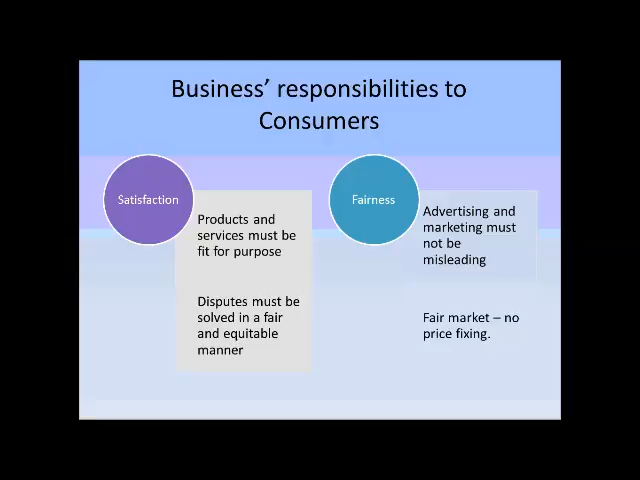 Business’ responsibilities to
Consumers
Satisfaction
Products and
services must be
fit for purpose
Disputes must be
solved in a fair
and equitable
manner
Fairness
Advertising and
marketing must
not be
misleading
Fair market – no
price fixing.